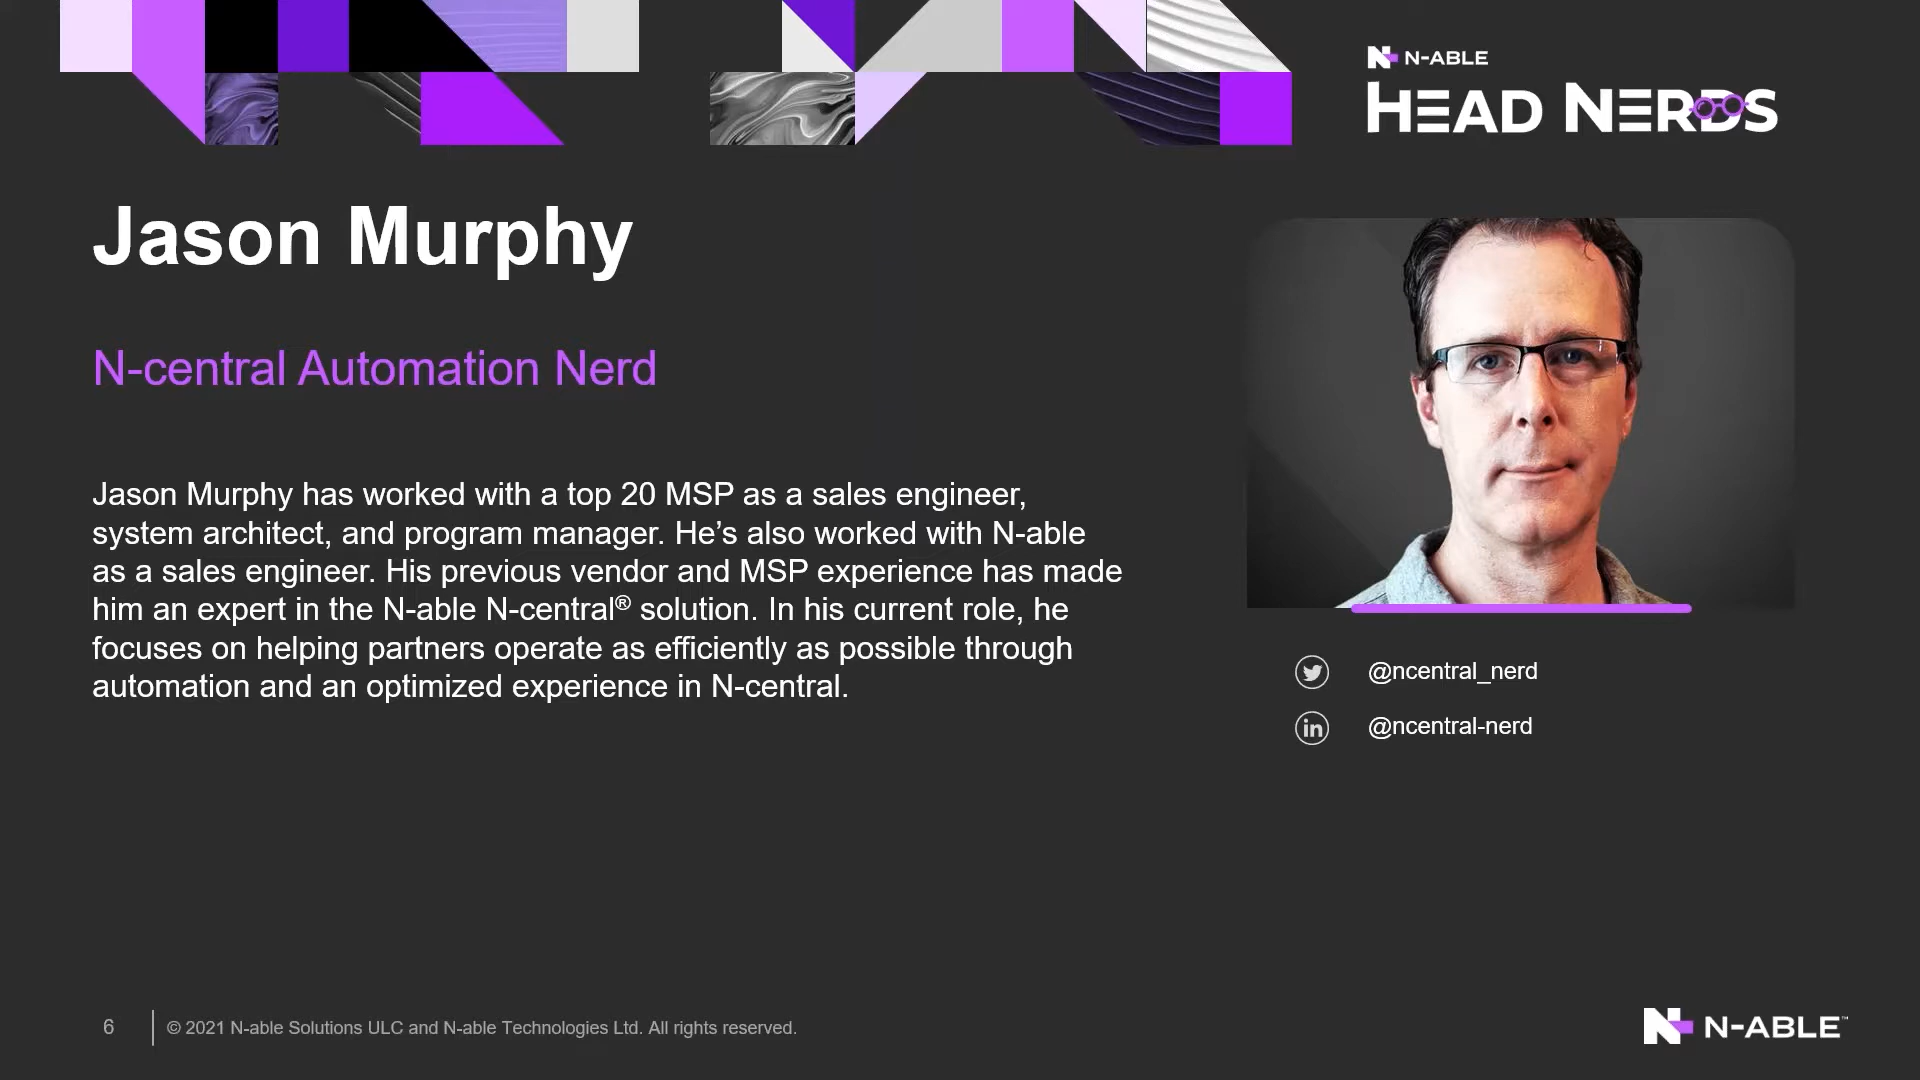 N-ABLE
HEAD NERDS
Jason Murphy
N-central Automation Nerd
Jason Murphy has worked with a top 20 MSP as a sales engineer,
system architect, and program manager. He’s also worked with N-able
as a sales engineer. His previous vendor and MSP experience has made
him an expert in the N-able N-central® solution. In his current role, he
focuses on helping partners operate as efficiently as possible through
automation and an optimized experience in N-central.
@ncentral_nerd
in @ncentral-nerd
6 © 2021 N-able Solutions ULC and N-able Technologies Ltd. All rights reserved.
N-ABLE™